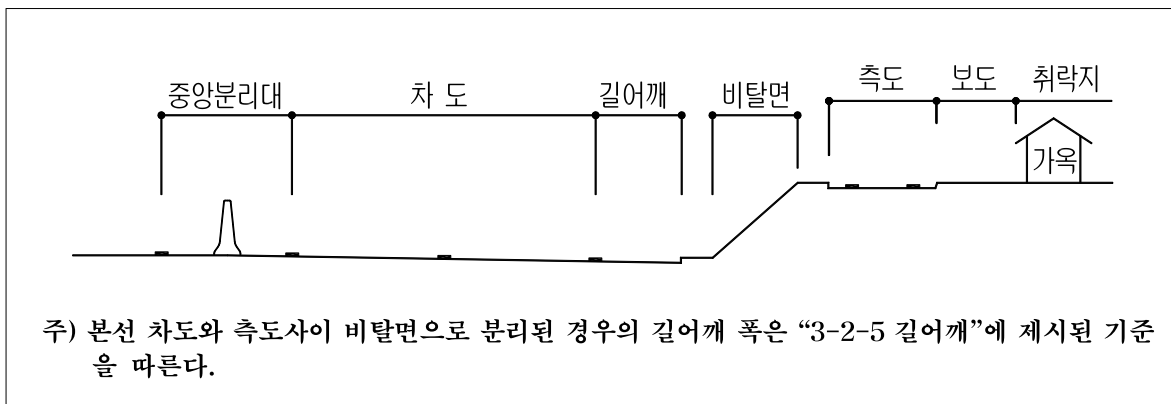 중앙분리대 차 도 길어깨 비탈면 측도 보도 취락지
가옥
주) 본선 차도와 측도사이 비탈면으로 분리된 경우의 길어깨 폭은 “3-2-5 길어깨”에 제시된 기준
을 따른다.